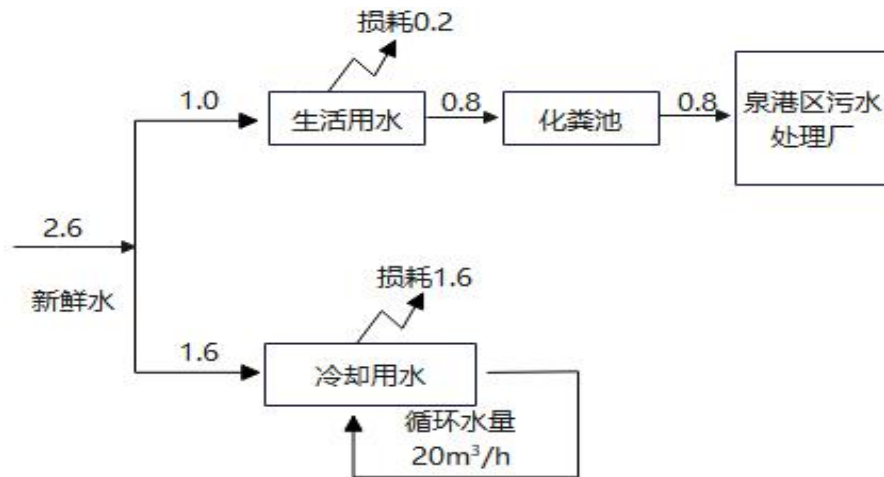 损耗0.2
1.0
生活用水
0.8
化粪池
0.8
泉港区污水
处理厂
2.6
新鲜水
损耗1.6
1.6
冷却用水
循环水量
20m³/h